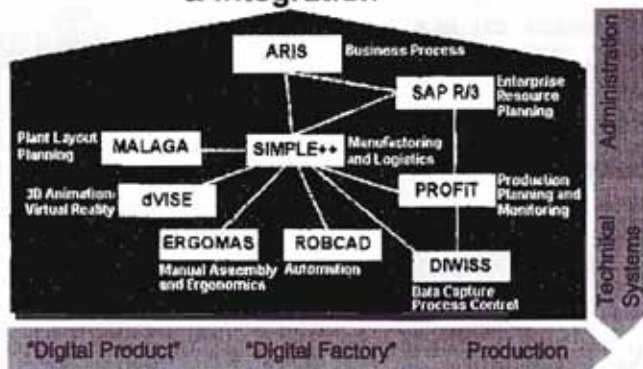 & Integration
ARIS
Business Process
SAP R/3
Enterprise
Resource
Planning
Administration
Plant Layout
Planning
MALAGA
SIMPLE++
Manufactoring
and Logistics
3D Animation-
Virtual Reality
dVISE
PROFiT
Production
Planning and
Monitoring
ERGOMAS
Manual Assembly
and Ergonomics
ROBCAD
Automation
DIWISS
Data Capture
Process Control
Technikal
Systems
"Digital Product"
"Digital Factory"
Production